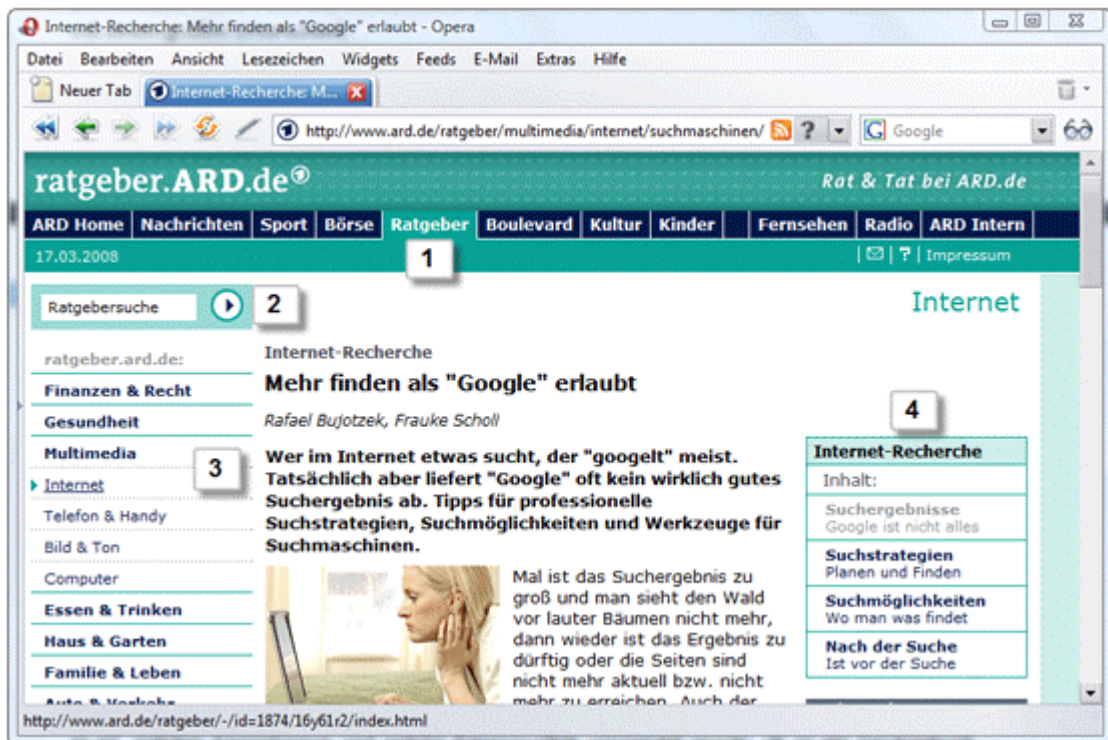 Internet-Recherche: Mehr finden als "Google" erlaubt - Opera
Datei Bearbeiten Ansicht Lesezeichen Widgets Feeds E-Mail Extras Hilfe
Neuer Tab Internet-Recherche: M...
http://www.ard.de/ratgeber/multimedia/internet/suchmaschinen/ ? G Google
ratgeber.ARD.de
Rat & Tat bei ARD.de
ARD Home Nachrichten Sport Börse Ratgeber Boulevard Kultur Kinder Fernsehen Radio ARD Intern
17.03.2008
1
| ? | Impressum
Ratgebersuche
2
Internet
ratgeber.ard.de:
Finanzen & Recht
Gesundheit
Multimedia
3
Internet
Telefon & Handy
Bild & Ton
Computer
Essen & Trinken
Haus & Garten
Familie & Leben
Auto & Verkehr
Internet-Recherche
Mehr finden als "Google" erlaubt
Rafael Bujotzek, Frauke Scholl
Wer im Internet etwas sucht, der "googelt" meist.
Tatsächlich aber liefert "Google" oft kein wirklich gutes
Suchergebnis ab. Tipps für professionelle
Suchstrategien, Suchmöglichkeiten und Werkzeuge für
Suchmaschinen.
Mal ist das Suchergebnis zu
groß und man sieht den Wald
vor lauter Bäumen nicht mehr,
dann wieder ist das Ergebnis zu
dürftig oder die Seiten sind
nicht mehr aktuell bzw. nicht
mehr zu erreichen. Auch der
4
Internet-Recherche
Inhalt:
Suchergebnisse
Google ist nicht alles
Suchstrategien
Planen und Finden
Suchmöglichkeiten
Wo man was findet
Nach der Suche
Ist vor der Suche
http://www.ard.de/ratgeber/-/id=1874/16y61r2/index.html